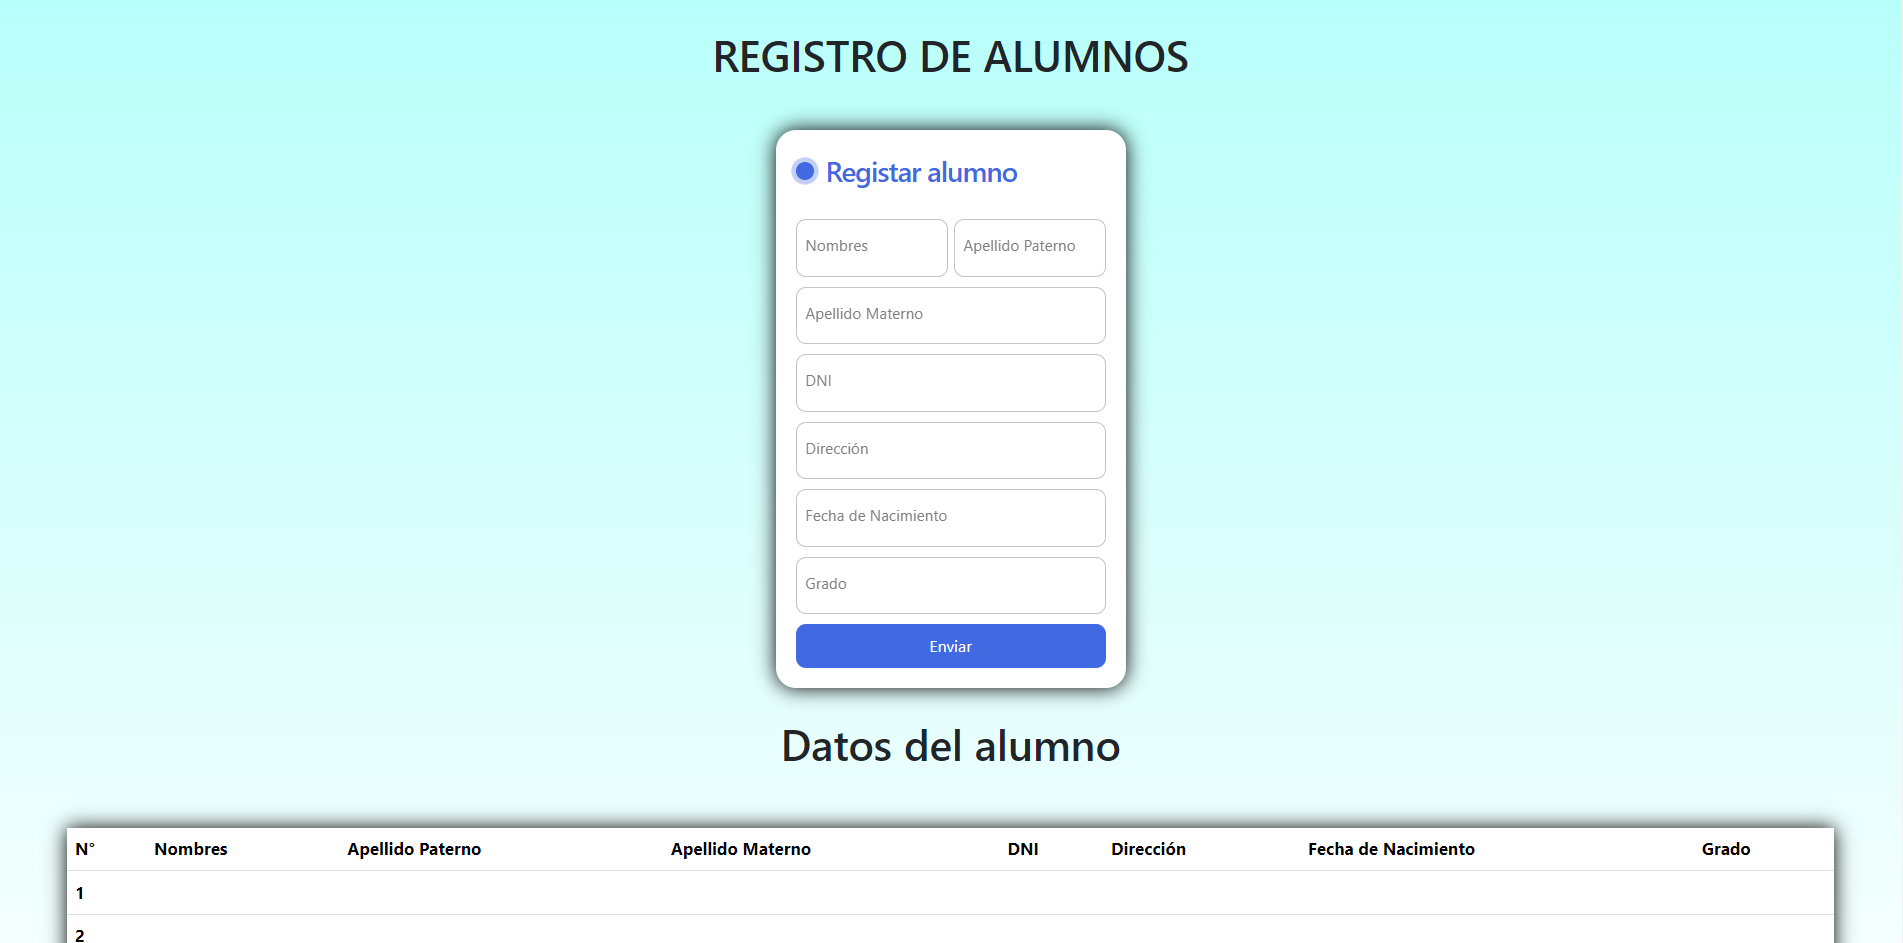 REGISTRO DE ALUMNOS
Registar alumno
Nombres Apellido Paterno
Apellido Materno
DNI
Dirección
Fecha de Nacimiento
Grado
Enviar
Datos del alumno
N° Nombres Apellido Paterno Apellido Materno DNI Dirección Fecha de Nacimiento Grado
1
2